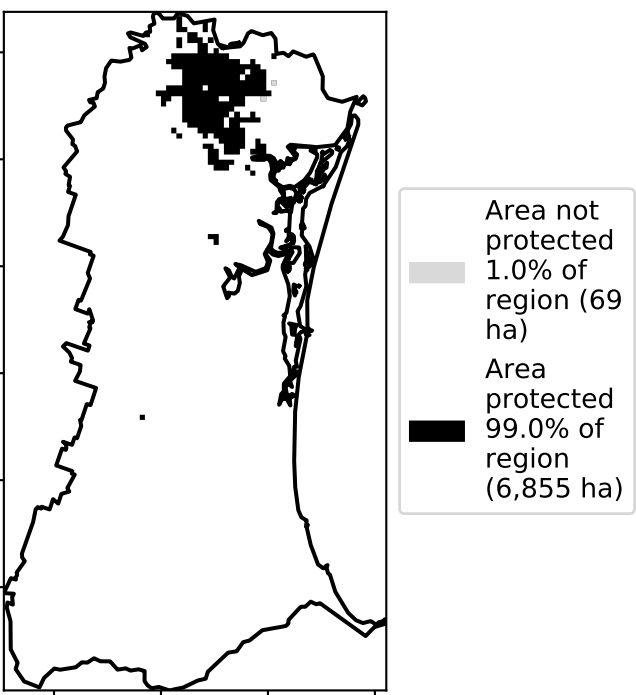 Area not
protected
1.0% of
region (69
ha)
Area
protected
99.0% of
region
(6,855 ha)